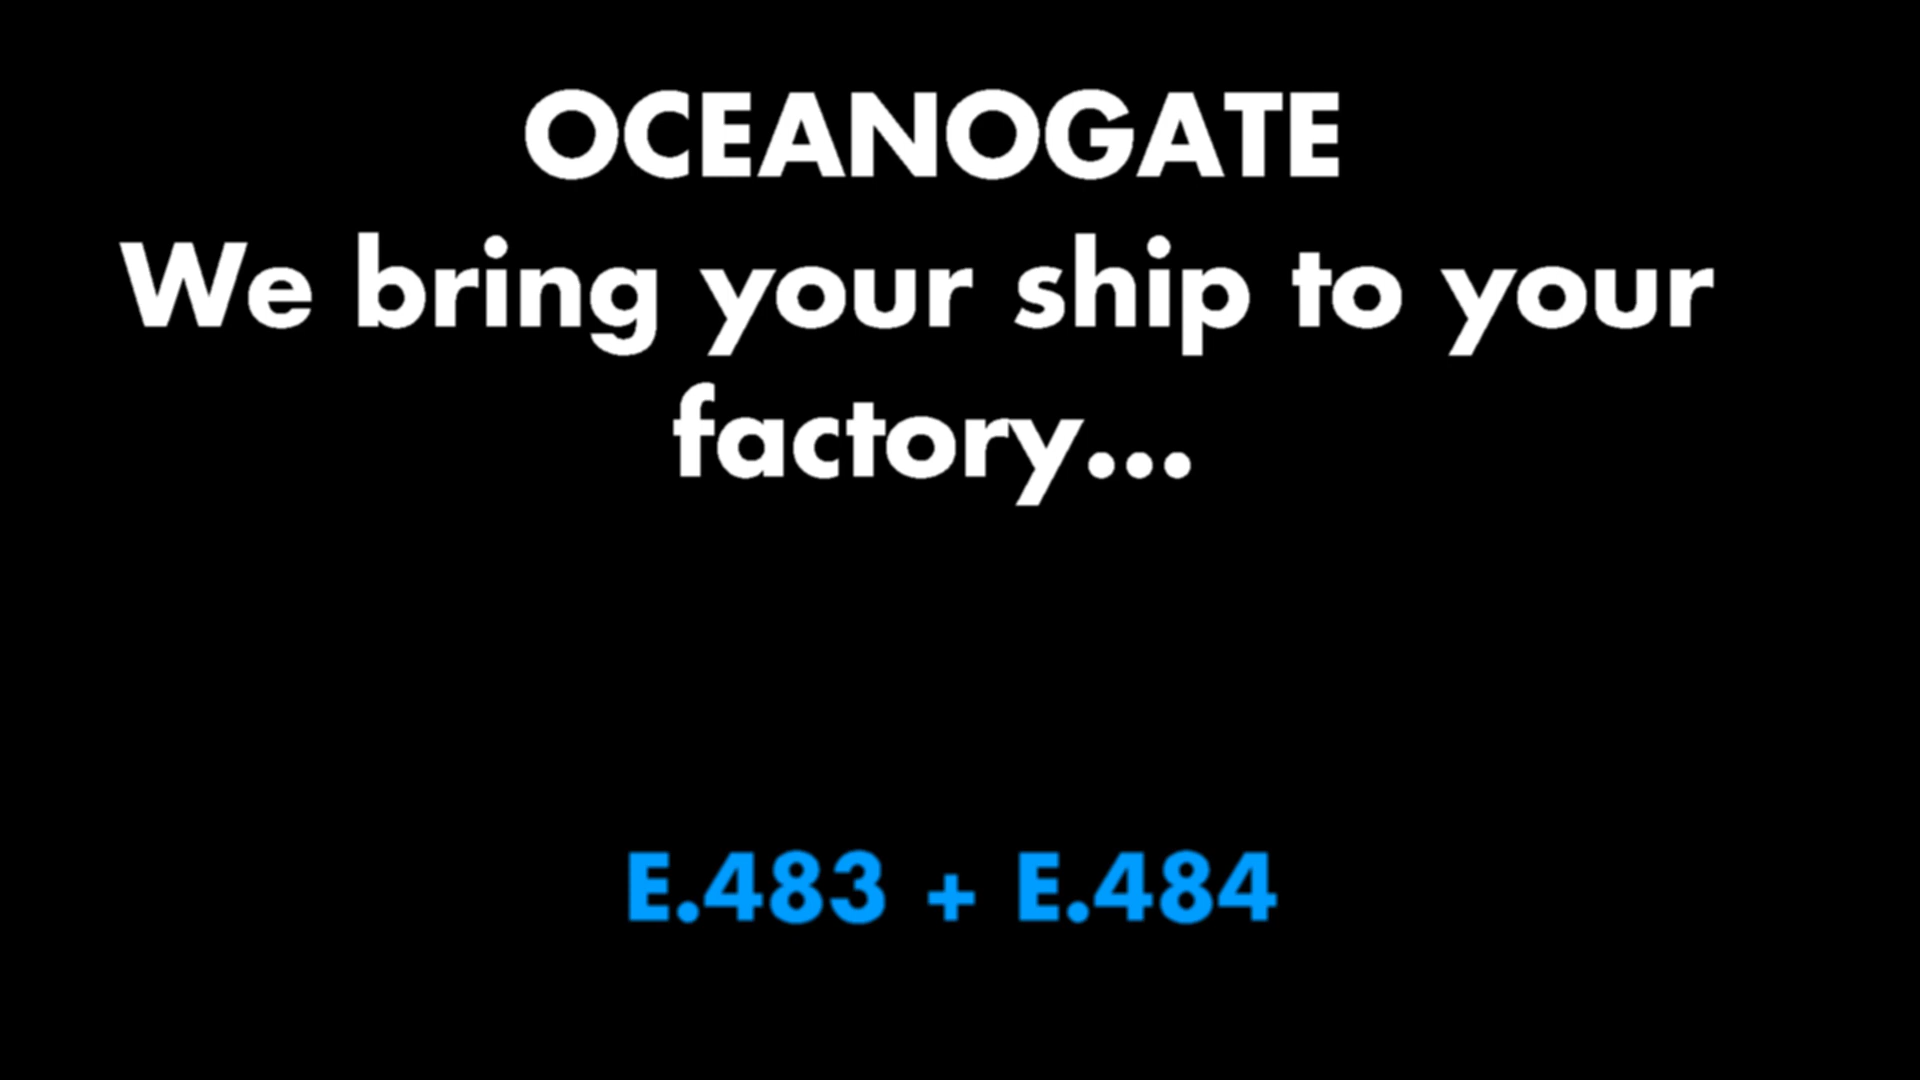 OCEANOGATE
We bring your ship to your
factory...
E.483 + E.484